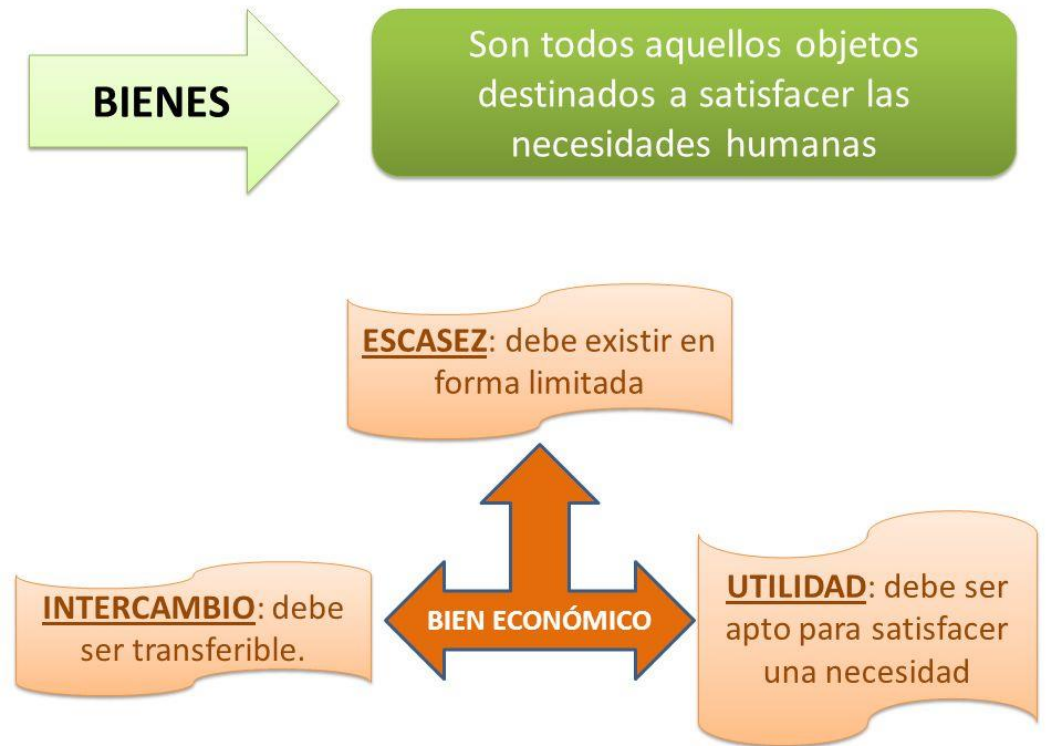 BIENES
Son todos aquellos objetos
destinados a satisfacer las
necesidades humanas
ESCASEZ: debe existir en
forma limitada
INTERCAMBIO: debe
ser transferible.
BIEN ECONÓMICO
UTILIDAD: debe ser
apto para satisfacer
una necesidad